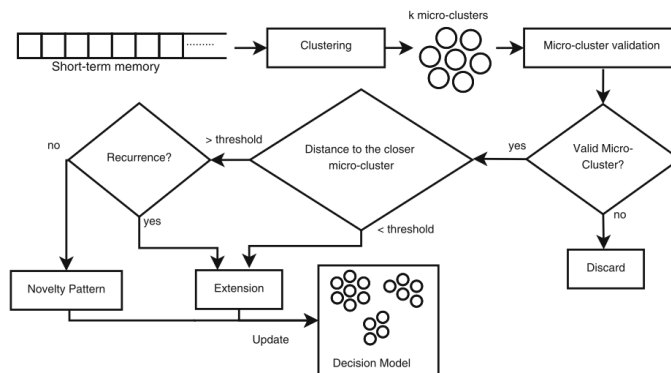 k micro-clusters
.........
Clustering
Micro-cluster validation
Short-term memory
no
Recurrence?
> threshold
Distance to the closer
micro-cluster
yes
Valid Micro-
Cluster?
yes
< threshold
no
Novelty Pattern
Extension
Discard
Update
Decision Model